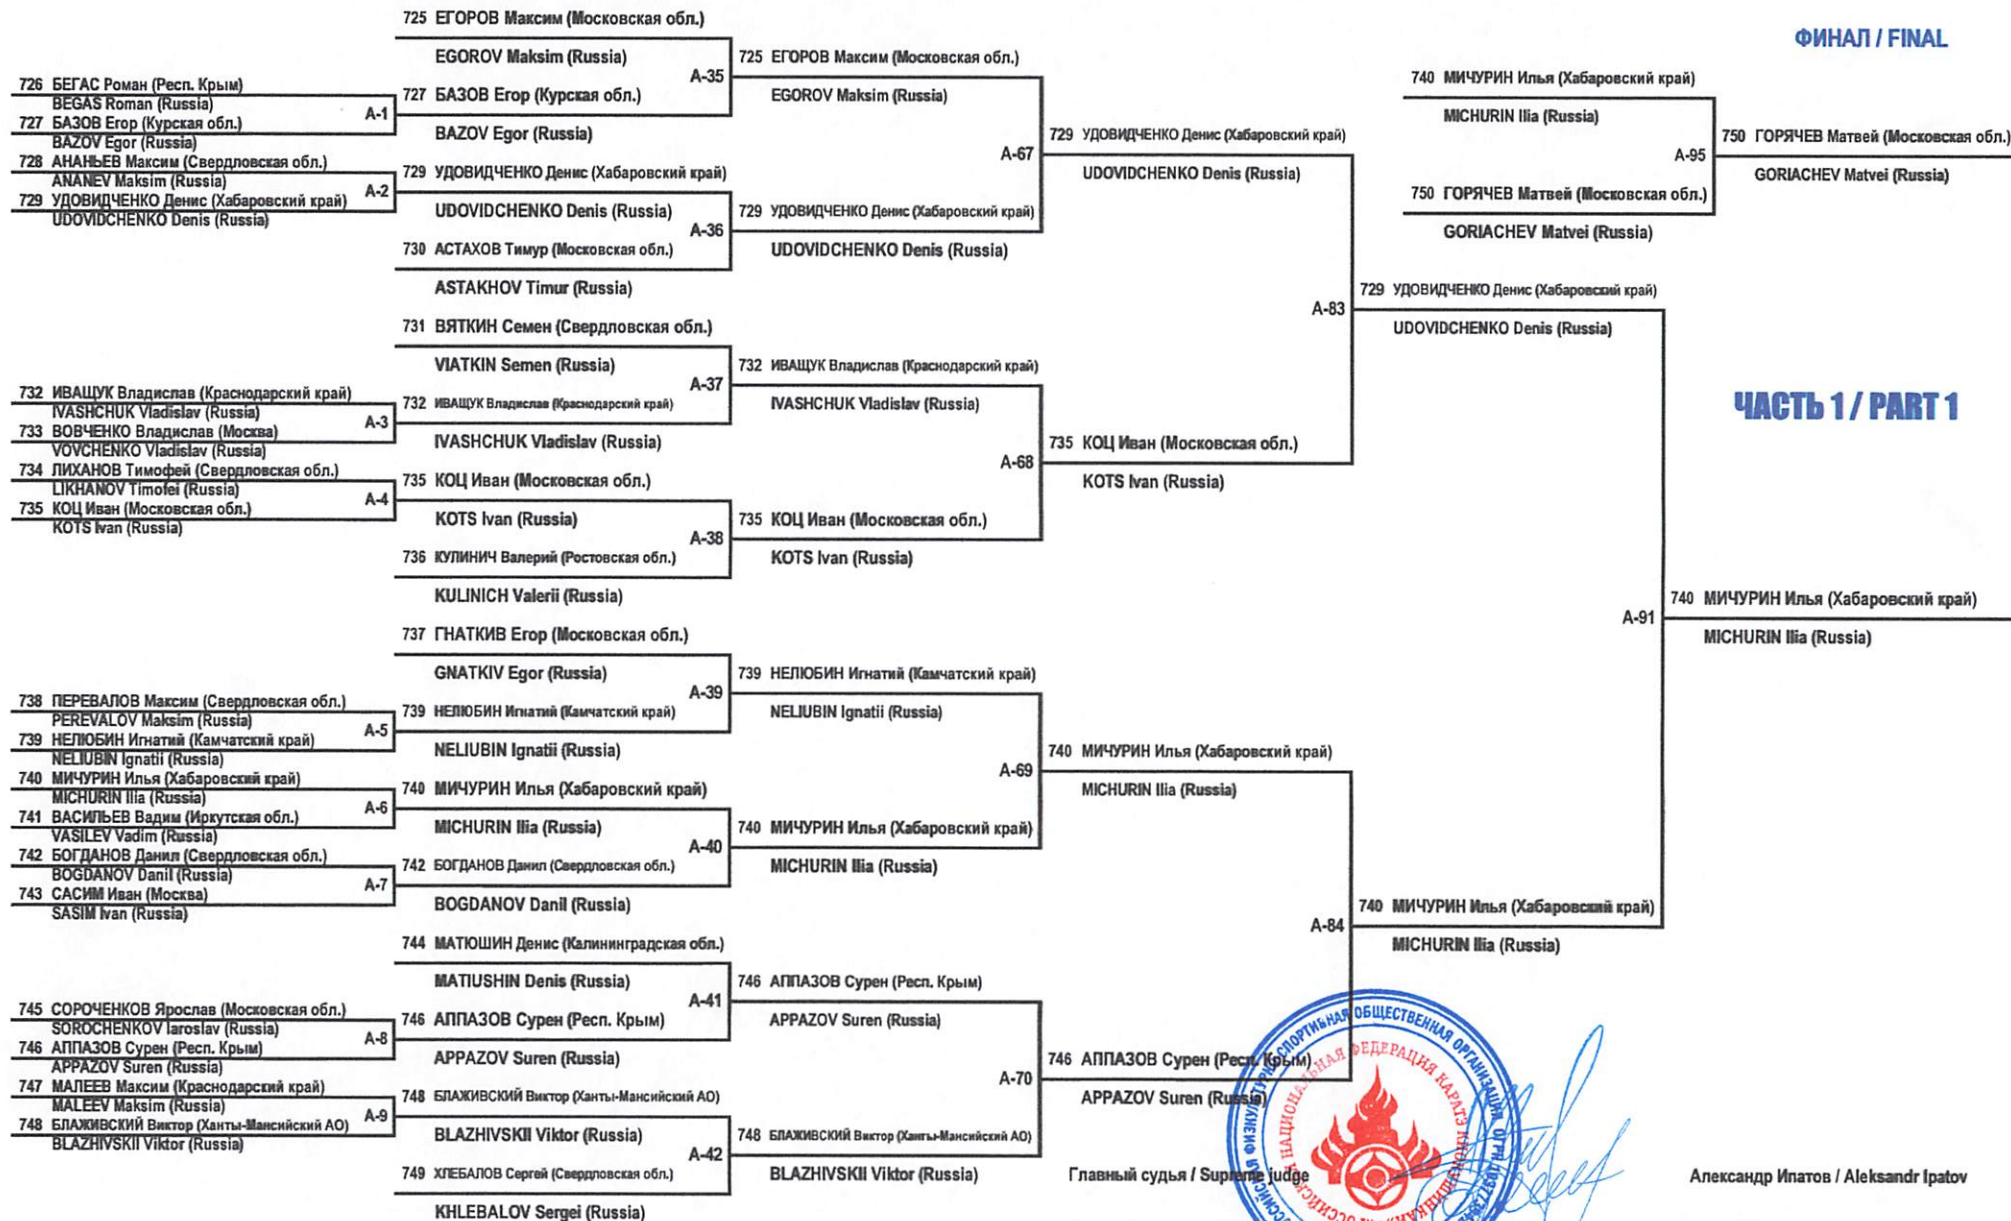 725 ЕГОРОВ Максим (Московская обл.)
EGOROV Maksim (Russia)
726 БЕГАС Роман (Респ. Крым)
BEGAS Roman (Russia)
A-1
727 БАЗОВ Егор (Курская обл.)
BAZOV Egor (Russia)
728 АНАНЬЕВ Максим (Свердловская обл.)
ANANEV Maksim (Russia)
A-2
729 УДОВИДЧЕНКО Денис (Хабаровский край)
UDOVIDCHENKO Denis (Russia)
A-35
727 БАЗОВ Егор (Курская обл.)
BAZOV Egor (Russia)
729 УДОВИДЧЕНКО Денис (Хабаровский край)
UDOVIDCHENKO Denis (Russia)
A-36
730 АСТАХОВ Тимур (Московская обл.)
ASTAKHOV Timur (Russia)
731 ВЯТКИН Семен (Свердловская обл.)
VIATKIN Semen (Russia)
A-37
732 ИВАЩУК Владислав (Краснодарский край)
IVASHCHUK Vladislav (Russia)
A-3
733 ВОВЧЕНКО Владислав (Москва)
VOVCHENKO Vladislav (Russia)
734 ЛИХАНОВ Тимофей (Свердловская обл.)
LIKHANOV Timofei (Russia)
A-4
735 КОЦ Иван (Московская обл.)
KOTS Ivan (Russia)
732 ИВАЩУК Владислав (Краснодарский край)
IVASHCHUK Vladislav (Russia)
735 КОЦ Иван (Московская обл.)
KOTS Ivan (Russia)
A-38
736 КУЛИНИЧ Валерий (Ростовская обл.)
KULINICH Valerii (Russia)
737 ГНАТКИВ Егор (Московская обл.)
GNATKIV Egor (Russia)
A-39
738 ПЕРЕВАЛОВ Максим (Свердловская обл.)
PEREVALOV Maksim (Russia)
A-5
739 НЕЛЮБИН Игнатий (Камчатский край)
NELIUBIN Ignatii (Russia)
740 МИЧУРИН Илья (Хабаровский край)
MICHURIN Ilia (Russia)
A-6
741 ВАСИЛЬЕВ Вадим (Иркутская обл.)
VASILEV Vadim (Russia)
742 БОГДАНОВ Данил (Свердловская обл.)
BOGDANOV Danil (Russia)
A-7
743 САСИМ Иван (Москва)
SASIM Ivan (Russia)
739 НЕЛЮБИН Игнатий (Камчатский край)
NELIUBIN Ignatii (Russia)
740 МИЧУРИН Илья (Хабаровский край)
MICHURIN Ilia (Russia)
A-40
742 БОГДАНОВ Данил (Свердловская обл.)
BOGDANOV Danil (Russia)
744 МАТЮШИН Денис (Калининградская обл.)
MATIUSHIN Denis (Russia)
A-41
745 СОРОЧЕНКОВ Ярослав (Московская обл.)
SOROCHENKOV Iaroslav (Russia)
A-8
746 АППАЗОВ Сурен (Респ. Крым)
APPAZOV Suren (Russia)
747 МАЛЕЕВ Максим (Краснодарский край)
MALEEV Maksim (Russia)
A-9
748 БЛАЖИВСКИЙ Виктор (Ханты-Мансийский АО)
BLAZHIVSKII Viktor (Russia)
746 АППАЗОВ Сурен (Респ. Крым)
APPAZOV Suren (Russia)
748 БЛАЖИВСКИЙ Виктор (Ханты-Мансийский АО)
BLAZHIVSKII Viktor (Russia)
A-42
749 ХЛЕБАЛОВ Сергей (Свердловская обл.)
KHLEBALOV Sergei (Russia)
725 ЕГОРОВ Максим (Московская обл.)
EGOROV Maksim (Russia)
A-67
729 УДОВИДЧЕНКО Денис (Хабаровский край)
UDOVIDCHENKO Denis (Russia)
732 ИВАЩУК Владислав (Краснодарский край)
IVASHCHUK Vladislav (Russia)
A-68
735 КОЦ Иван (Московская обл.)
KOTS Ivan (Russia)
739 НЕЛЮБИН Игнатий (Камчатский край)
NELIUBIN Ignatii (Russia)
A-69
740 МИЧУРИН Илья (Хабаровский край)
MICHURIN Ilia (Russia)
746 АППАЗОВ Сурен (Респ. Крым)
APPAZOV Suren (Russia)
A-70
748 БЛАЖИВСКИЙ Виктор (Ханты-Мансийский АО)
BLAZHIVSKII Viktor (Russia)
729 УДОВИДЧЕНКО Денис (Хабаровский край)
UDOVIDCHENKO Denis (Russia)
A-83
735 КОЦ Иван (Московская обл.)
KOTS Ivan (Russia)
740 МИЧУРИН Илья (Хабаровский край)
MICHURIN Ilia (Russia)
A-84
746 АППАЗОВ Сурен (Респ. Крым)
APPAZOV Suren (Russia)
729 УДОВИДЧЕНКО Денис (Хабаровский край)
UDOVIDCHENKO Denis (Russia)
A-91
740 МИЧУРИН Илья (Хабаровский край)
MICHURIN Ilia (Russia)
740 МИЧУРИН Илья (Хабаровский край)
MICHURIN Ilia (Russia)
ФИНАЛ / FINAL
740 МИЧУРИН Илья (Хабаровский край)
MICHURIN Ilia (Russia)
A-95
750 ГОРЯЧЕВ Матвей (Московская обл.)
GORIACHEV Matvei (Russia)
750 ГОРЯЧЕВ Матвей (Московская обл.)
GORIACHEV Matvei (Russia)
ЧАСТЬ 1 / PART 1
Главный судья / Supreme judge
Александр Ипатов / Aleksandr Ipatov
СПОРТИВНАЯ ОБЩЕСТВЕННАЯ ОРГАНИЗАЦИЯ
НАЦИОНАЛЬНАЯ ФЕДЕРАЦИЯ КАРАТЭ